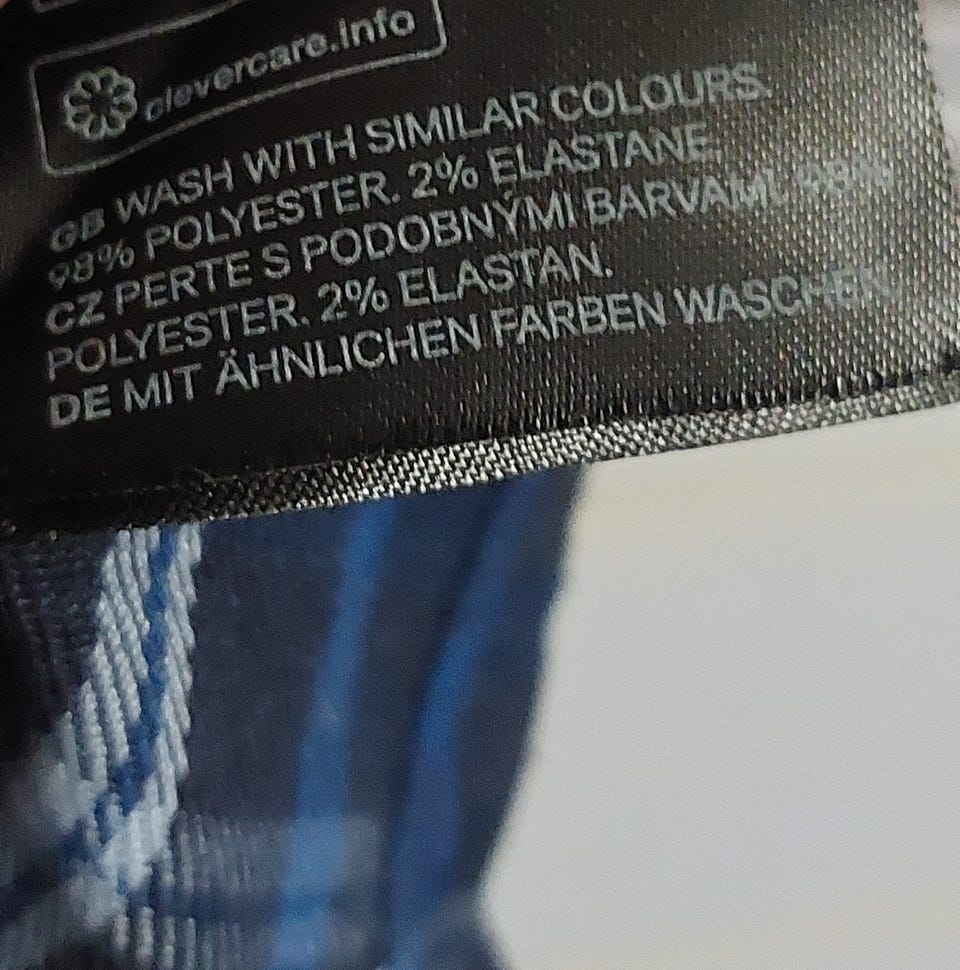 clevercare.info
GB WASH WITH SIMILAR COLOURS.
98% POLYESTER. 2% ELASTANE.
CZ PERTE S PODOBNÝMI BARVAMI. 98%
POLYESTER. 2% ELASTAN.
DE MIT ÄHNLICHEN FARBEN WASCHEN.